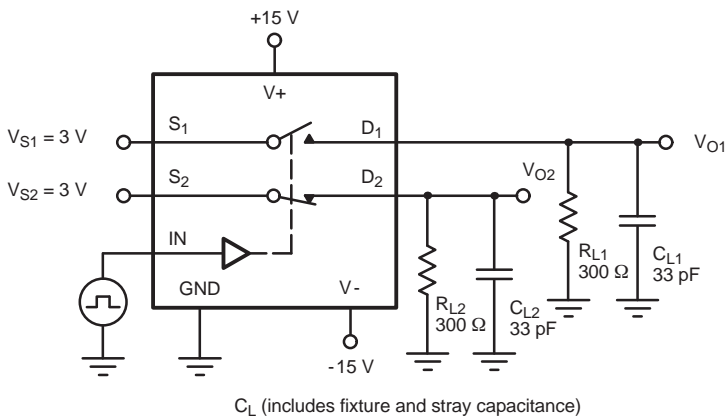 +15 V
V+
VS1 = 3 V
S1
D1
VO1
VS2 = 3 V
S2
D2
VO2
IN
RL1
300 Ω
CL1
33 pF
GND
V-
RL2
300 Ω
CL2
33 pF
-15 V
CL (includes fixture and stray capacitance)